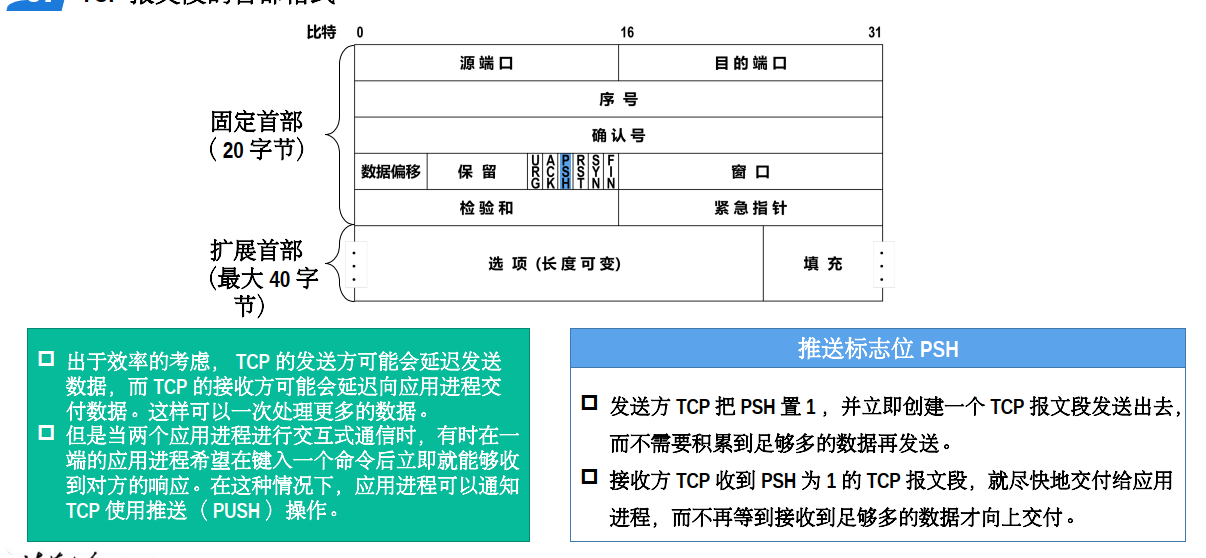 TCP 报文段的首部格式
比特 0 16 31
源端口 目的端口
序号
固定首部
（20 字节）
确认号
数据偏移 保留 URG ACK PSH RST SYN FIN 窗口
检验和 紧急指针
扩展首部
（最大 40 字
节）
选项 (长度可变) 填充
出于效率的考虑， TCP 的发送方可能会延迟发送
数据，而 TCP 的接收方可能会延迟向应用进程交
付数据。这样可以一次处理更多的数据。
但是当两个应用进程进行交互式通信时，有时在一
端的应用进程希望在键入一个命令后立即就能够收
到对方的响应。在这种情况下，应用进程可以通知
TCP 使用推送（ PUSH ）操作。
推送标志位 PSH
发送方 TCP 把 PSH 置 1 ，并立即创建一个 TCP 报文段发送出去，
而不需要积累到足够多的数据再发送。
接收方 TCP 收到 PSH 为 1 的 TCP 报文段，就尽快地交付给应用
进程，而不再等到接收到足够多的数据才向上交付。